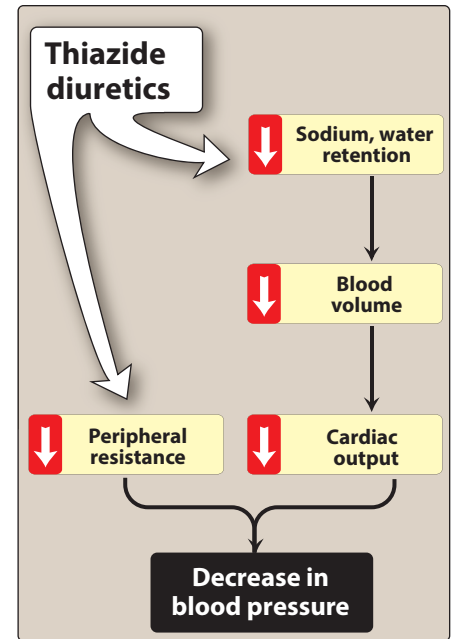 Thiazide
diuretics
Sodium, water
retention
Blood
volume
Peripheral
resistance
Cardiac
output
Decrease in
blood pressure